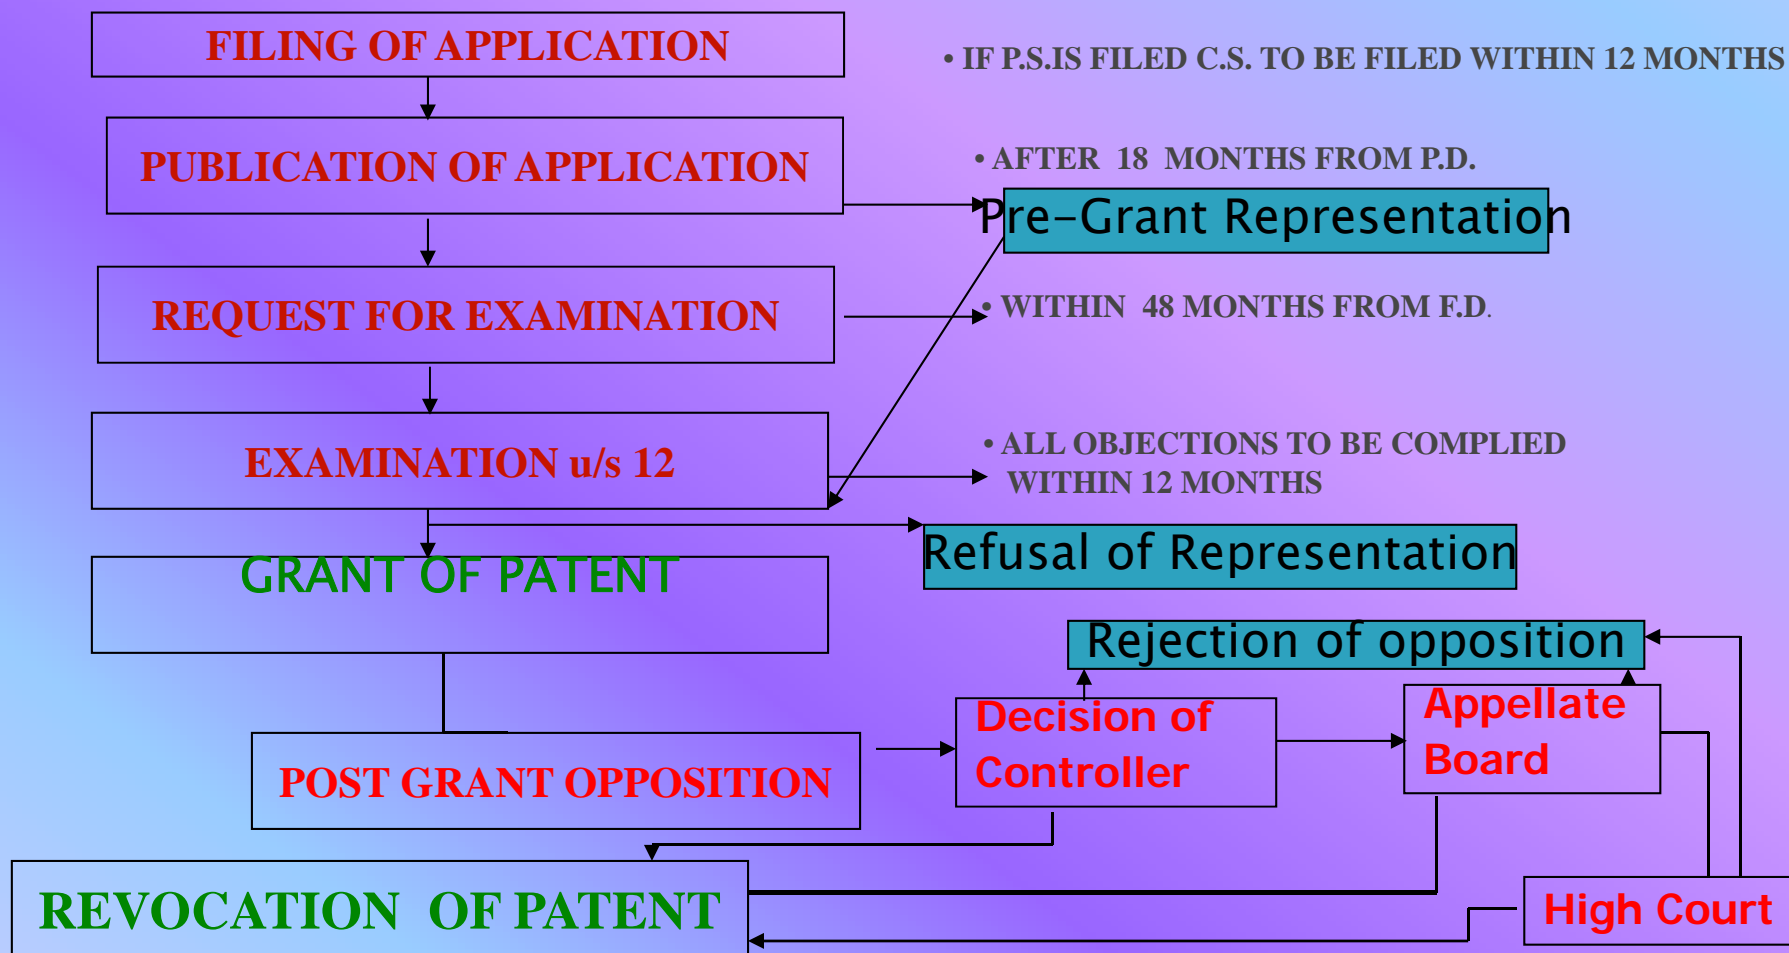 FILING OF APPLICATION
• IF P.S.IS FILED C.S. TO BE FILED WITHIN 12 MONTHS
PUBLICATION OF APPLICATION
• AFTER 18 MONTHS FROM P.D.
Pre-Grant Representation
REQUEST FOR EXAMINATION
• WITHIN 48 MONTHS FROM F.D.
EXAMINATION u/s 12
• ALL OBJECTIONS TO BE COMPLIED
WITHIN 12 MONTHS
GRANT OF PATENT
Refusal of Representation
Rejection of opposition
POST GRANT OPPOSITION
Decision of
Controller
Appellate
Board
REVOCATION OF PATENT
High Court